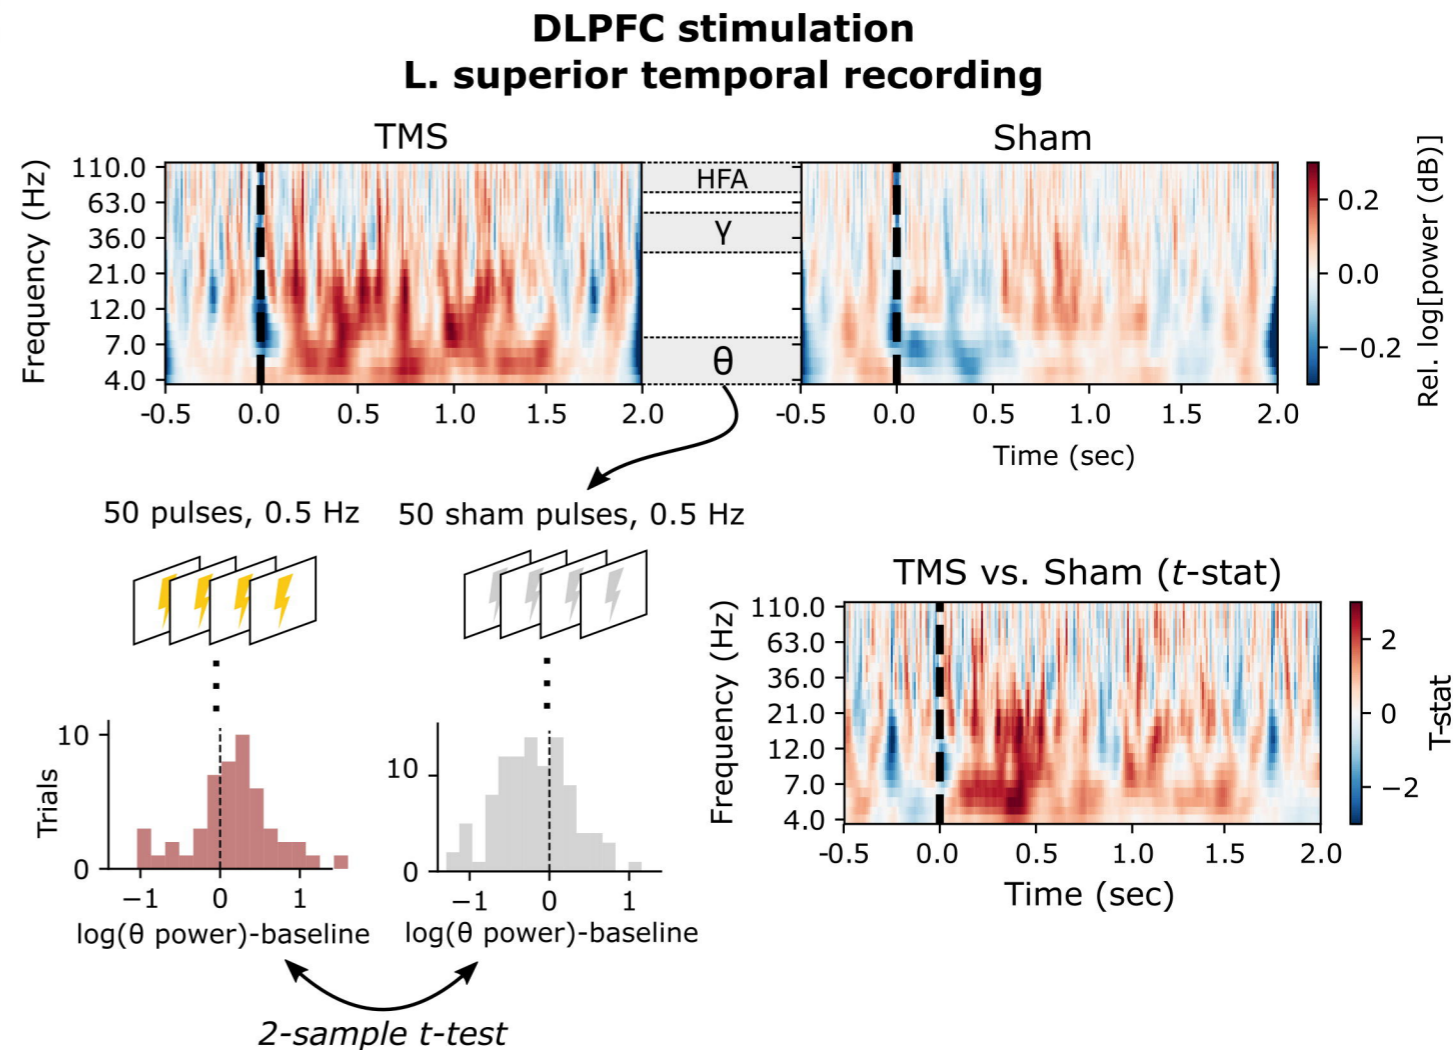 DLPFC stimulation
L. superior temporal recording
TMS
Sham
Frequency (Hz)
110.0
63.0
36.0
21.0
12.0
7.0
4.0
-0.5
0.0
0.5
1.0
1.5
2.0
HFA
γ
θ
-0.5
0.0
0.5
1.0
1.5
2.0
Time (sec)
0.2
0.0
−0.2
Rel. log[power (dB)]
50 pulses, 0.5 Hz
50 sham pulses, 0.5 Hz
Trials
10
0
−1
0
1
log(θ power)-baseline
10
0
−1
0
1
log(θ power)-baseline
2-sample t-test
TMS vs. Sham (t-stat)
Frequency (Hz)
110.0
63.0
36.0
21.0
12.0
7.0
4.0
-0.5
0.0
0.5
1.0
1.5
2.0
Time (sec)
2
0
−2
T-stat